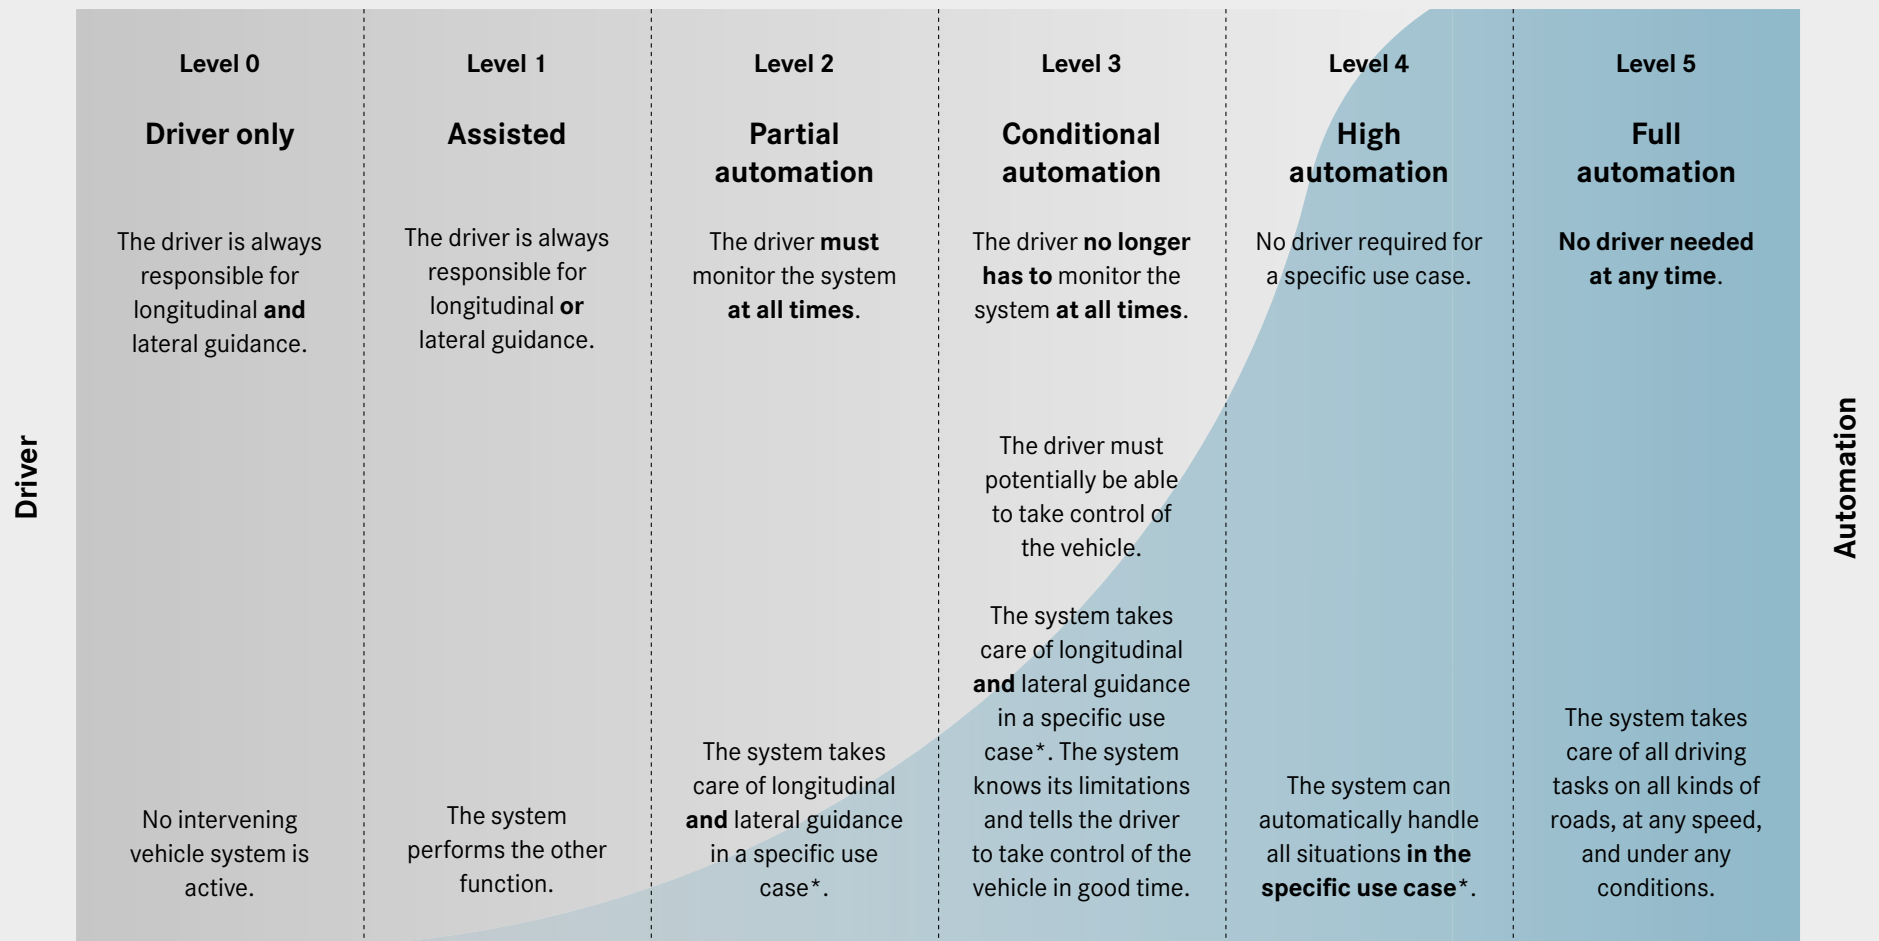 Driver
Level 0
Driver only
The driver is always
responsible for
longitudinal and
lateral guidance.
No intervening
vehicle system is
active.
Level 1
Assisted
The driver is always
responsible for
longitudinal or
lateral guidance.
The system
performs the other
function.
Level 2
Partial
automation
The driver must
monitor the system
at all times.
The system takes
care of longitudinal
and lateral guidance
in a specific use
case*.
Level 3
Conditional
automation
The driver no longer
has to monitor the
system at all times.
The driver must
potentially be able
to take control of
the vehicle.
The system takes
care of longitudinal
and lateral guidance
in a specific use
case*. The system
knows its limitations
and tells the driver
to take control of the
vehicle in good time.
Level 4
High
automation
No driver required for
a specific use case.
The system can
automatically handle
all situations in the
specific use case*.
Level 5
Full
automation
No driver needed
at any time.
The system takes
care of all driving
tasks on all kinds of
roads, at any speed,
and under any
conditions.
Automation